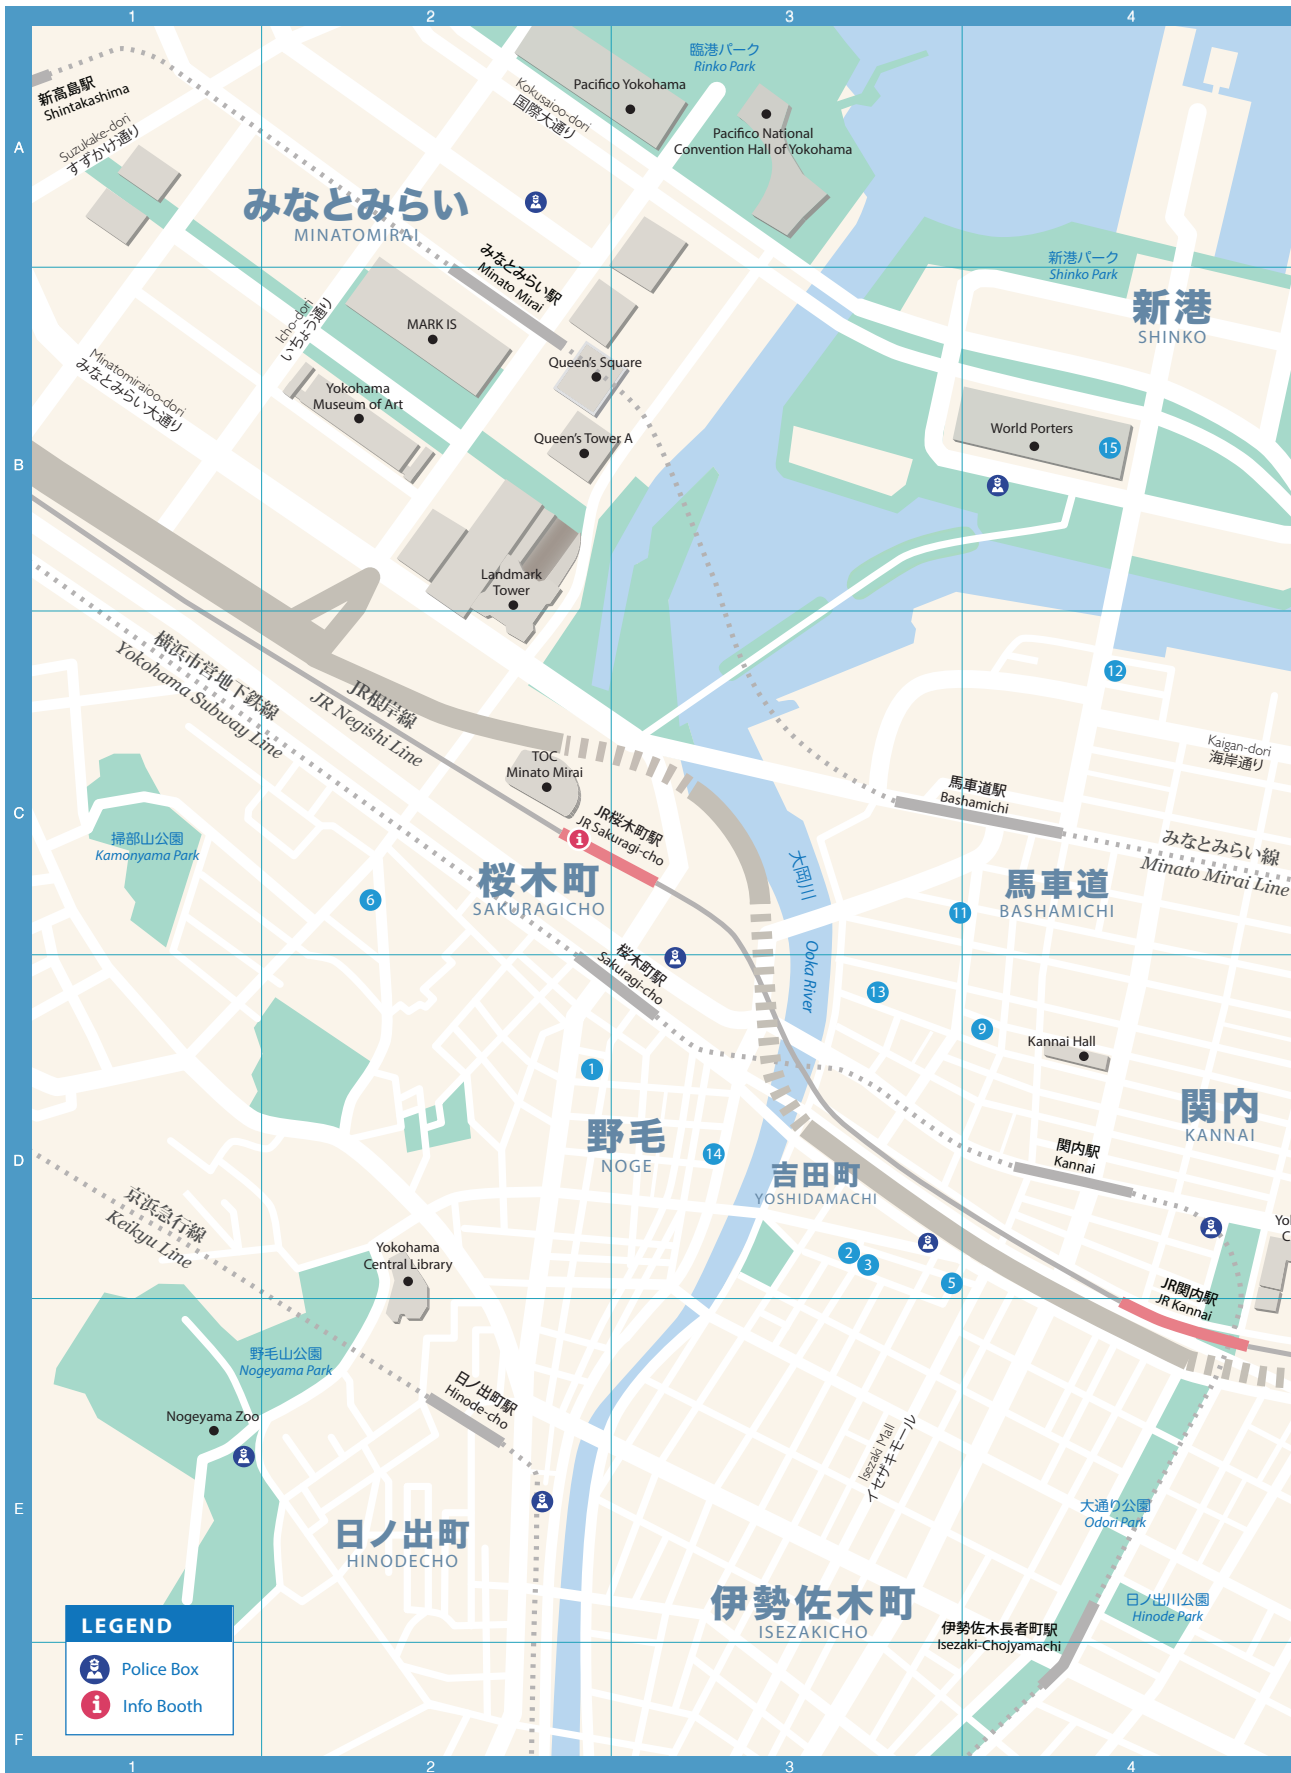 1
2
3
4
A
B
C
D
E
F
新高島駅
Shintakashima
Suzukake-dori
すずかけ通り
Kokusaioo-dori
国際大通り
Pacifico Yokohama
臨港パーク
Rinko Park
Pacifico National
Convention Hall of Yokohama
みなとみらい
MINATOMIRAI
みなとみらい駅
Minato Mirai
新港パーク
Shinko Park
新港
SHINKO
Icho-dori
いちょう通り
MARK IS
Minatomiraioo-dori
みなとみらい大通り
Yokohama
Museum of Art
Queen's Square
Queen's Tower A
World Porters
15
Landmark
Tower
横浜市営地下鉄線
Yokohama Subway Line
JR根岸線
JR Negishi Line
12
Kaigan-dori
海岸通り
TOC
Minato Mirai
馬車道駅
Bashamichi
JR桜木町駅
JR Sakuragi-cho
掃部山公園
Kamonyama Park
みなとみらい線
Minato Mirai Line
大岡川
Ooka River
桜木町
SAKURAGICHO
馬車道
BASHAMICHI
6
11
桜木町駅
Sakuragi-cho
13
9
Kannai Hall
1
関内
KANNAI
野毛
NOGE
14
関内駅
Kannai
吉田町
YOSHIDAMACHI
京浜急行線
Keikyu Line
Yokohama
Central Library
2
3
5
JR関内駅
JR Kannai
野毛山公園
Nogeyama Park
日ノ出町駅
Hinode-cho
Nogeyama Zoo
Isezaki Mall
イセザキモール
大通り公園
Odori Park
日ノ出町
HINODECHO
伊勢佐木町
ISEZAKICHO
日ノ出川公園
Hinode Park
伊勢佐木長者町駅
Isezaki-Chojyamachi
LEGEND
Police Box
Info Booth
1
2
3
4